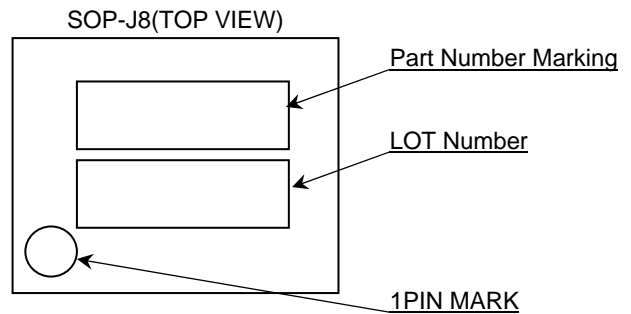 SOP-J8(TOP VIEW)
Part Number Marking
LOT Number
1PIN MARK